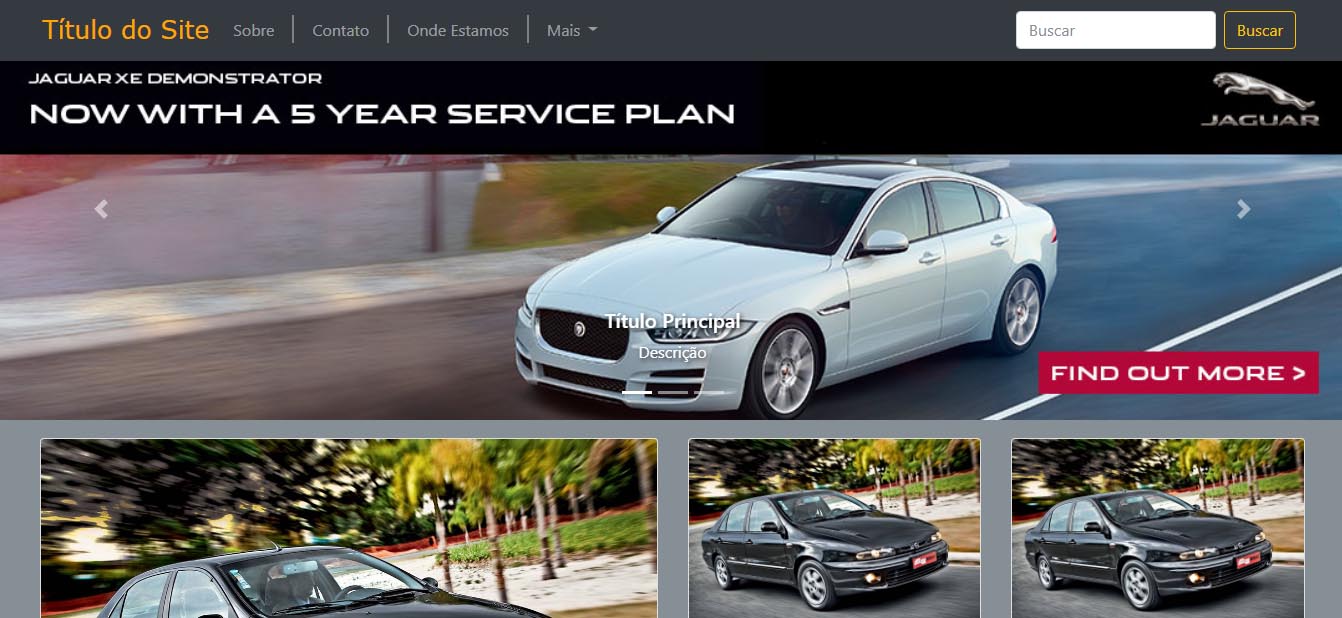 Título do Site
Sobre
Contato
Onde Estamos
Mais
Buscar
Buscar
JAGUAR XE DEMONSTRATOR
NOW WITH A 5 YEAR SERVICE PLAN
JAGUAR
Título Principal
Descrição
FIND OUT MORE >